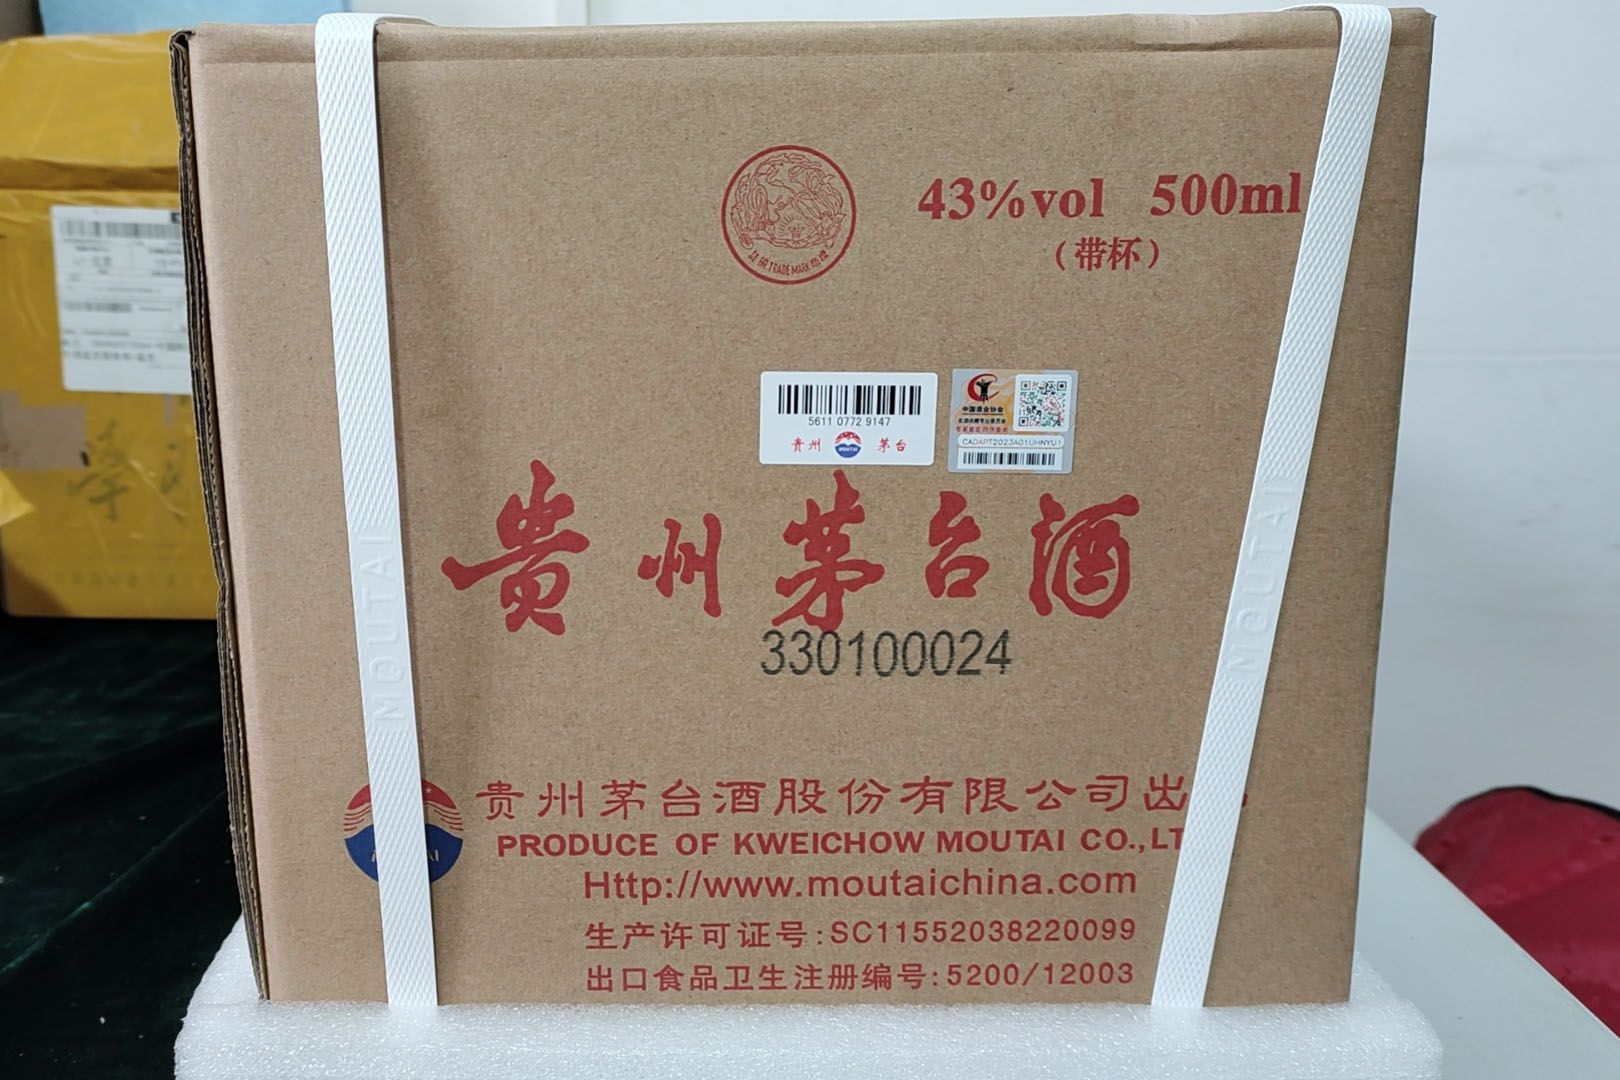 43%vol 500ml
(带杯)
TRADE MARK
5611 0772 9147
贵州 MOUTAI 茅台
中国酒业协会
CADAPT2023A01UHNYU1
贵州茅台酒
330100024
MOUTAI
MOUTAI
贵州茅台酒股份有限公司出
PRODUCE OF KWEICHOW MOUTAI CO.,LT
Http://www.moutaichina.com
生产许可证号:SC11552038220099
出口食品卫生注册编号:5200/12003